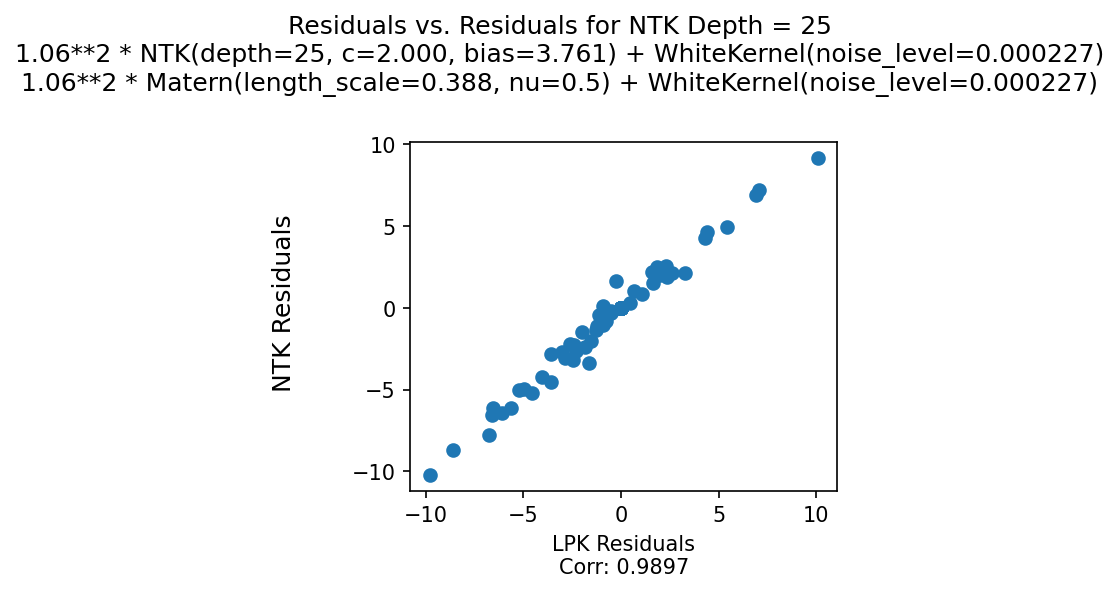 Residuals vs. Residuals for NTK Depth = 25
1.06**2 * NTK(depth=25, c=2.000, bias=3.761) + WhiteKernel(noise_level=0.000227)
1.06**2 * Matern(length_scale=0.388, nu=0.5) + WhiteKernel(noise_level=0.000227)
10
5
0
−5
−10
NTK Residuals
−10 −5 0 5 10
LPK Residuals
Corr: 0.9897